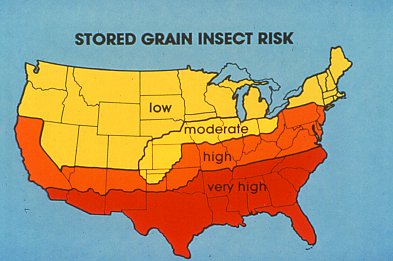 STORED GRAIN INSECT RISK
low
moderate
high
very high